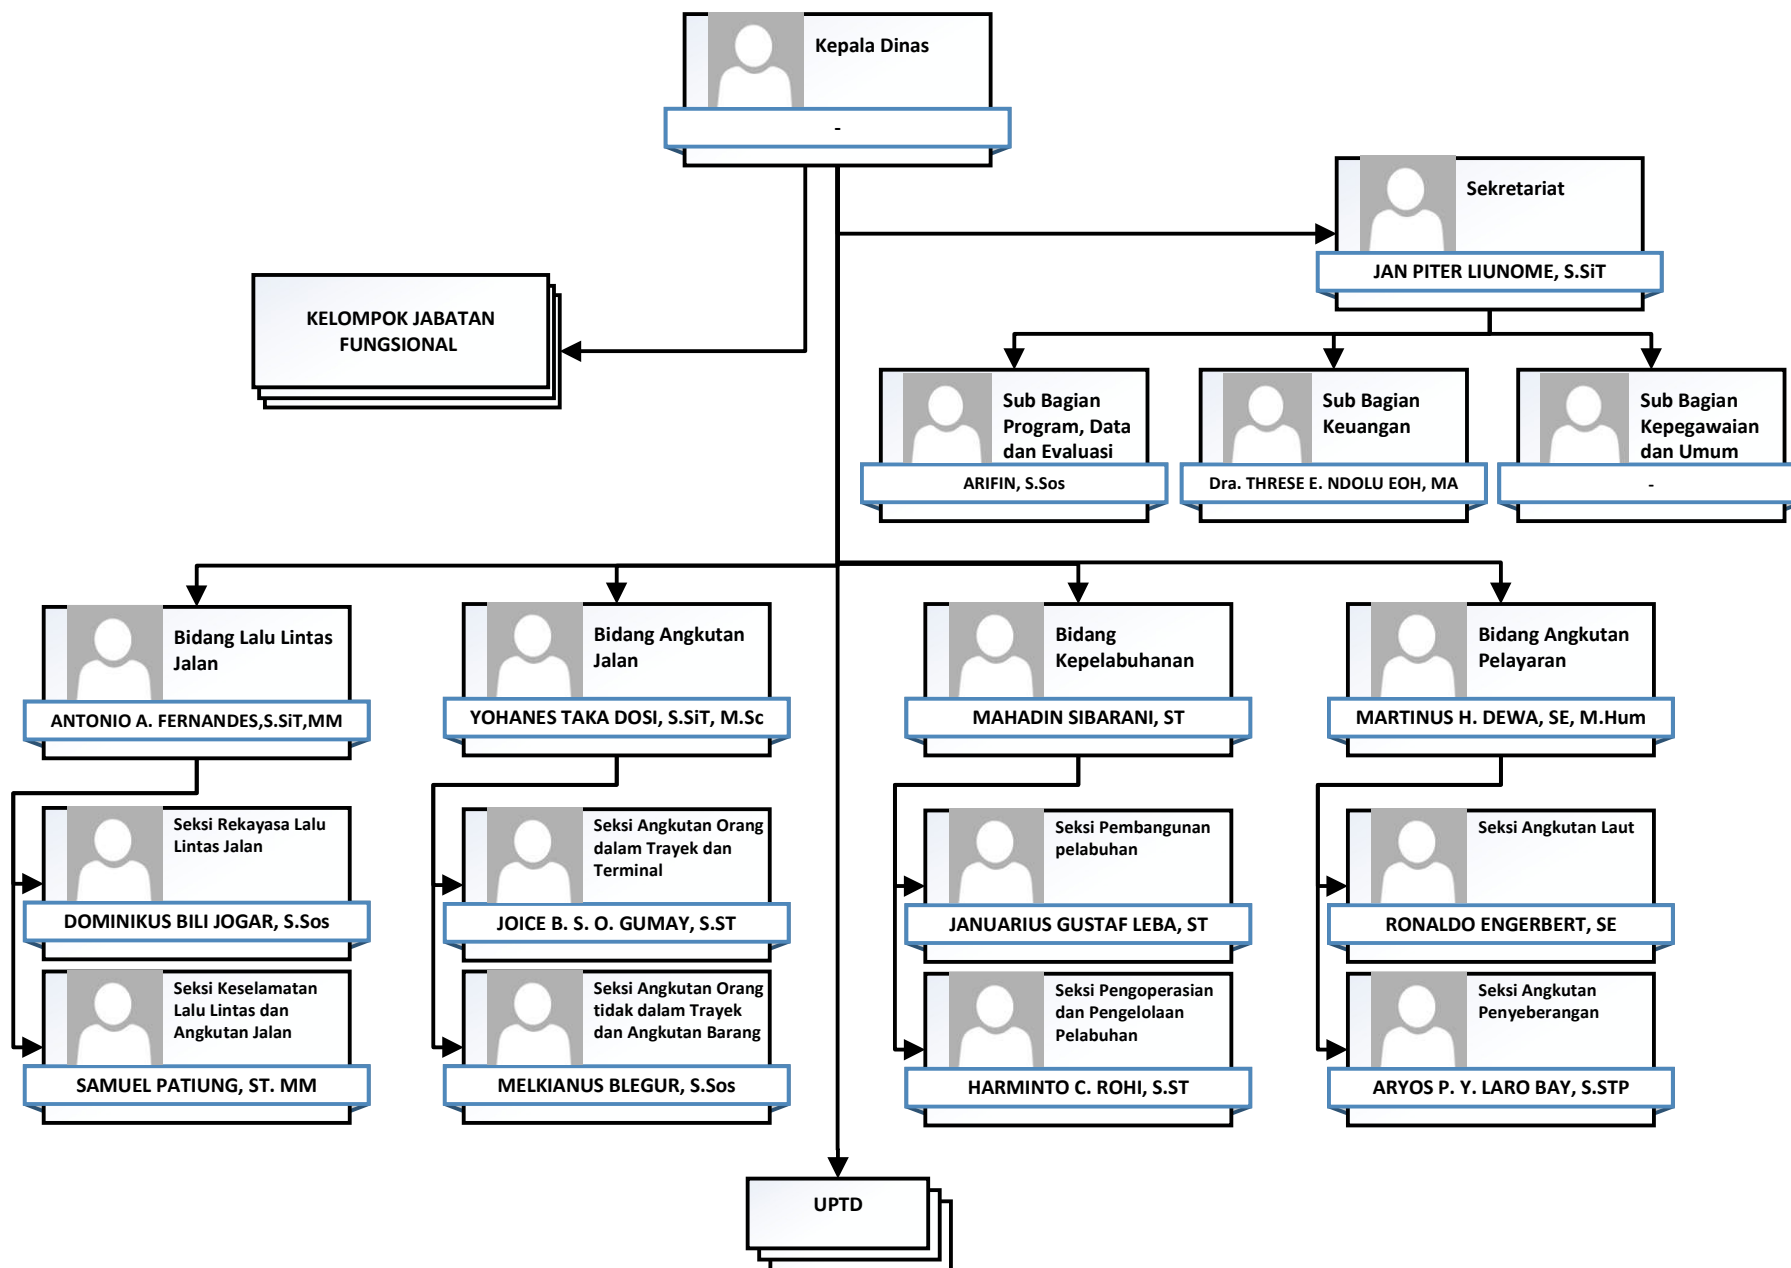 Kepala Dinas
-
Sekretariat
JAN PITER LIUNOME, S.SiT
KELOMPOK JABATAN
FUNGSIONAL
Sub Bagian
Program, Data
dan Evaluasi
ARIFIN, S.Sos
Sub Bagian
Keuangan
Dra. THRESE E. NDOLU EOH, MA
Sub Bagian
Kepegawaian
dan Umum
-
Bidang Lalu Lintas
Jalan
ANTONIO A. FERNANDES,S.SiT,MM
Bidang Angkutan
Jalan
YOHANES TAKA DOSI, S.SiT, M.Sc
Bidang
Kepelabuhanan
MAHADIN SIBARANI, ST
Bidang Angkutan
Pelayaran
MARTINUS H. DEWA, SE, M.Hum
Seksi Rekayasa Lalu
Lintas Jalan
DOMINIKUS BILI JOGAR, S.Sos
Seksi Angkutan Orang
dalam Trayek dan
Terminal
JOICE B. S. O. GUMAY, S.ST
Seksi Pembangunan
pelabuhan
JANUARIUS GUSTAF LEBA, ST
Seksi Angkutan Laut
RONALDO ENGERBERT, SE
Seksi Keselamatan
Lalu Lintas dan
Angkutan Jalan
SAMUEL PATIUNG, ST. MM
Seksi Angkutan Orang
tidak dalam Trayek
dan Angkutan Barang
MELKIANUS BLEGUR, S.Sos
Seksi Pengoperasian
dan Pengelolaan
Pelabuhan
HARMINTO C. ROHI, S.ST
Seksi Angkutan
Penyeberangan
ARYOS P. Y. LARO BAY, S.STP
UPTD